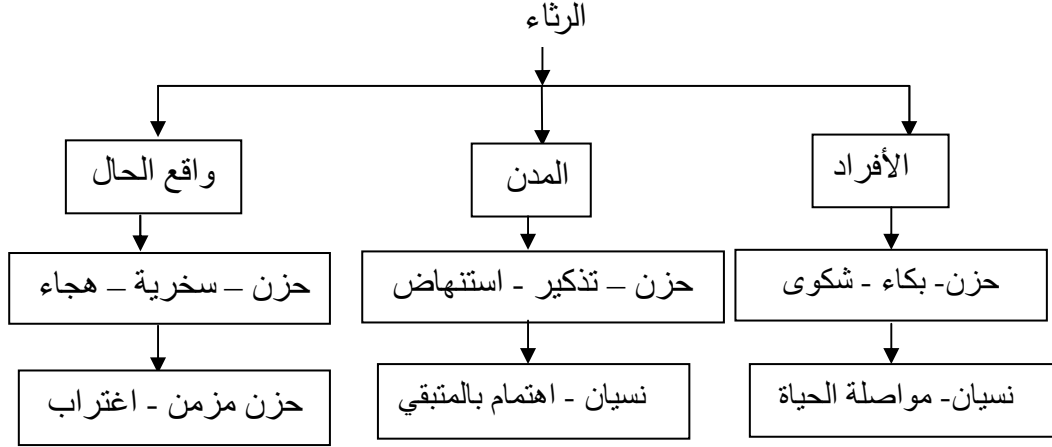 الرثاء
الأفراد
المدن
واقع الحال
حزن- بكاء - شكوى
حزن – تذكير - استنهاض
حزن – سخرية – هجاء
نسيان- مواصلة الحياة
نسيان - اهتمام بالمتبقي
حزن مزمن - اغتراب